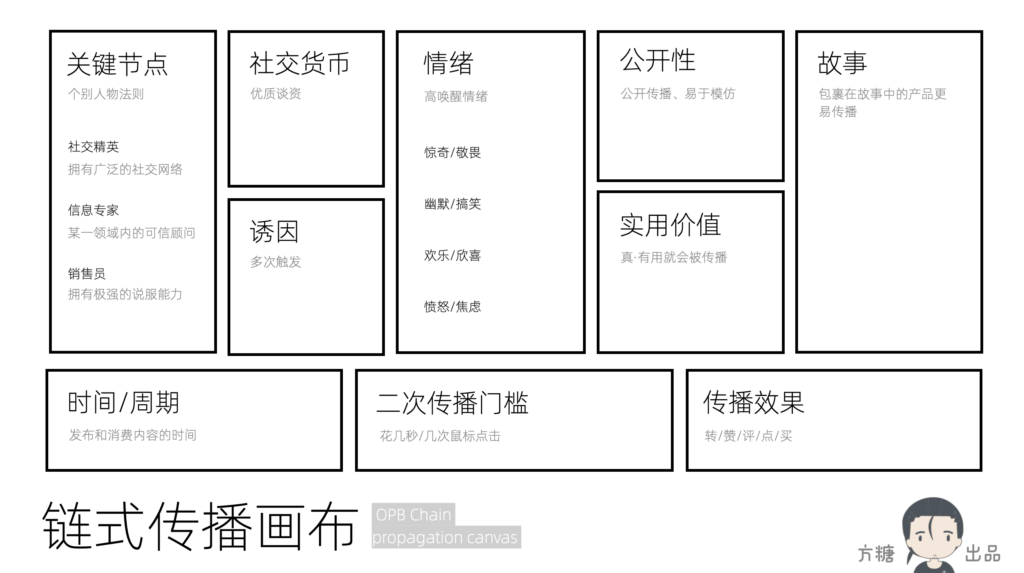 关键节点
个别人物法则
社交精英
拥有广泛的社交网络
信息专家
某一领域内的可信顾问
销售员
拥有极强的说服能力
社交货币
优质谈资
诱因
多次触发
情绪
高唤醒情绪
惊奇/敬畏
幽默/搞笑
欢乐/欣喜
愤怒/焦虑
公开性
公开传播、易于模仿
实用价值
真·有用就会被传播
故事
包裹在故事中的产品更
易传播
时间/周期
发布和消费内容的时间
二次传播门槛
花几秒/几次鼠标点击
传播效果
转/赞/评/点/买
链式传播画布
OPB Chain
propagation canvas
方糖 出品